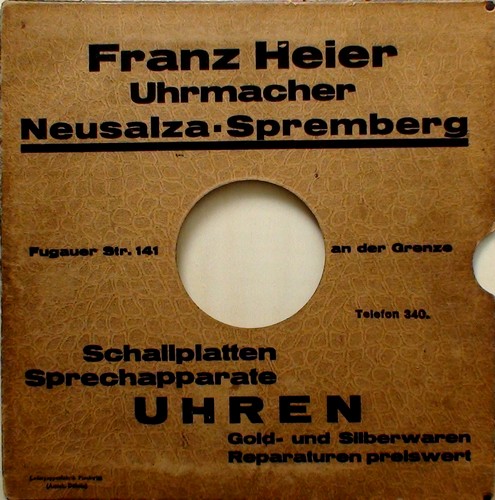 Franz Heier
Uhrmacher
Neusalza-Spremberg
Fugauer Str. 141 an der Grenze
Telefon 340.
Schallplatten
Sprechapparate
UHREN
Gold- und Silberwaren
Reparaturen preiswert